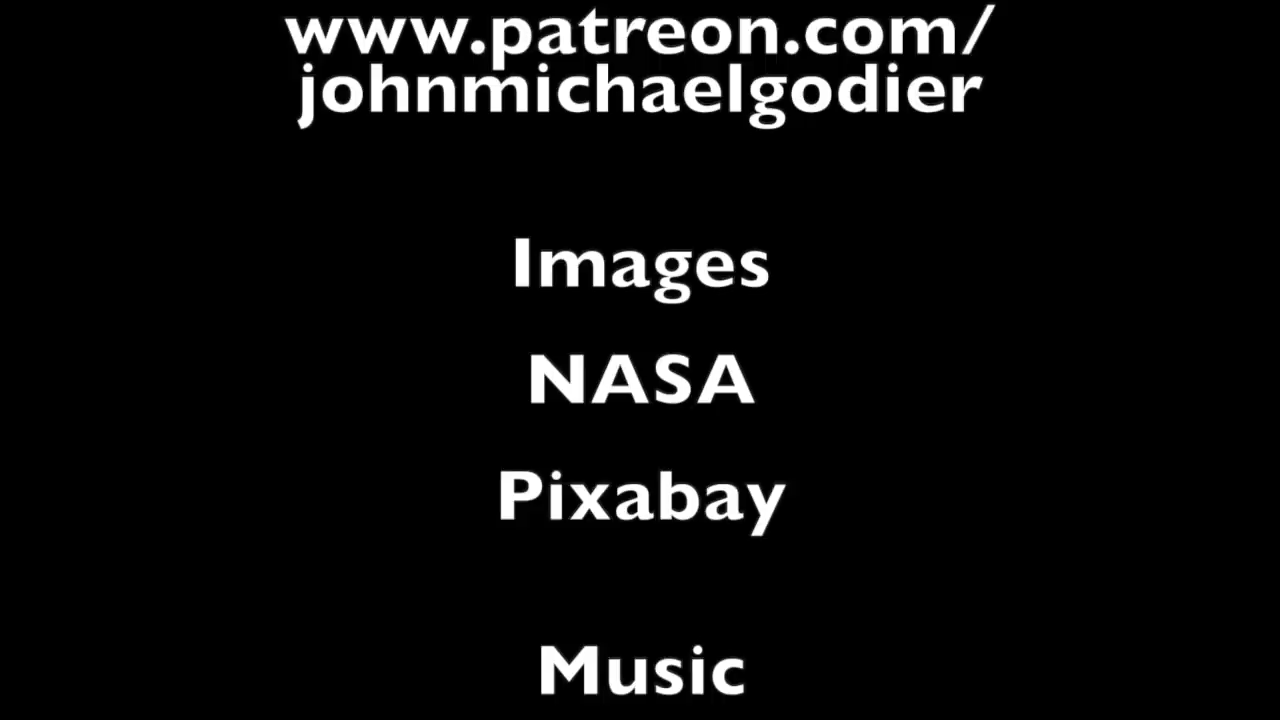 www.patreon.com/
johnmichaelgodier
Images
NASA
Pixabay
Music